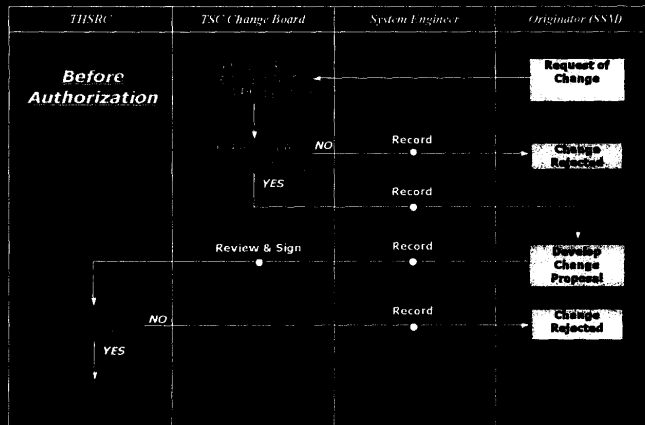 THSRC
TSC Change Board
System Engineer
Originator (SSM)
Before
Authorization
Request of
Change
NO
Record
Change
Rejected
YES
Record
Review & Sign
Record
Develop
Change
Proposal
NO
Record
Change
Rejected
YES